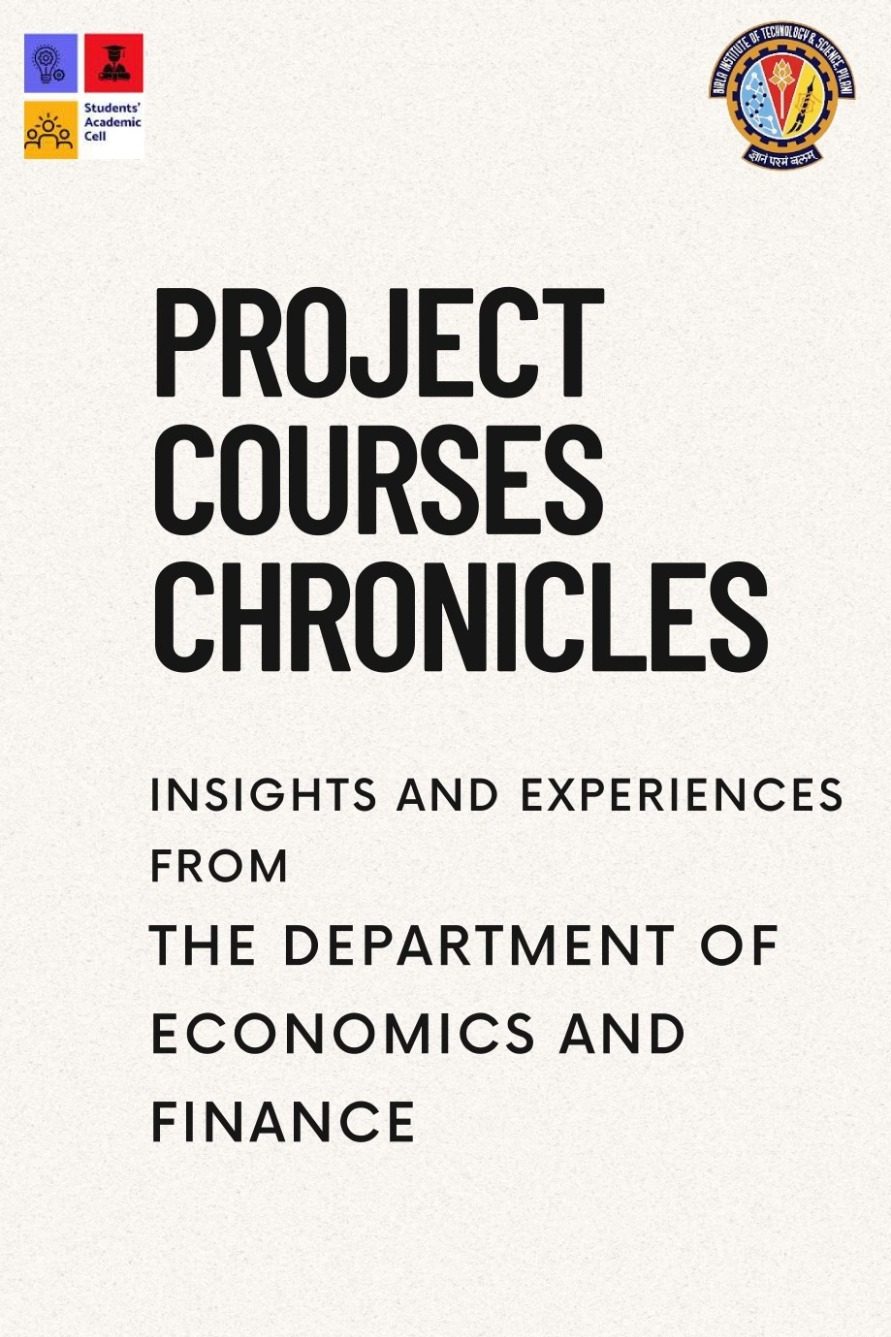 Students'
Academic
Cell
BIRLA INSTITUTE OF TECHNOLOGY & SCIENCE, PILANI
ज्ञानं परमं बलम्
PROJECT
COURSES
CHRONICLES
INSIGHTS AND EXPERIENCES
FROM
THE DEPARTMENT OF
ECONOMICS AND
FINANCE